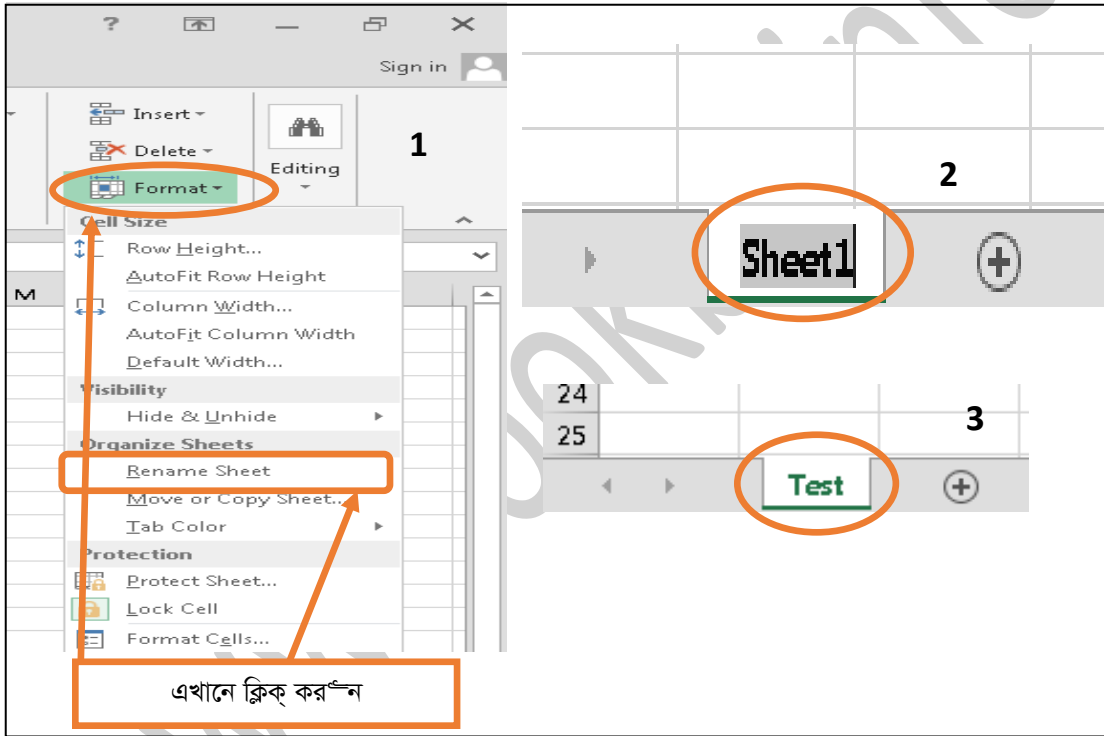 ?
Sign in
Insert
Delete
Format
Editing
1
Cell Size
Row Height...
AutoFit Row Height
M
Column Width...
AutoFit Column Width
Default Width...
Visibility
Hide & Unhide
Organize Sheets
Rename Sheet
Move or Copy Sheet...
Tab Color
Protection
Protect Sheet...
Lock Cell
Format Cells...
এখানে ক্লিক্ করুন
2
Sheet1
24
25
3
Test